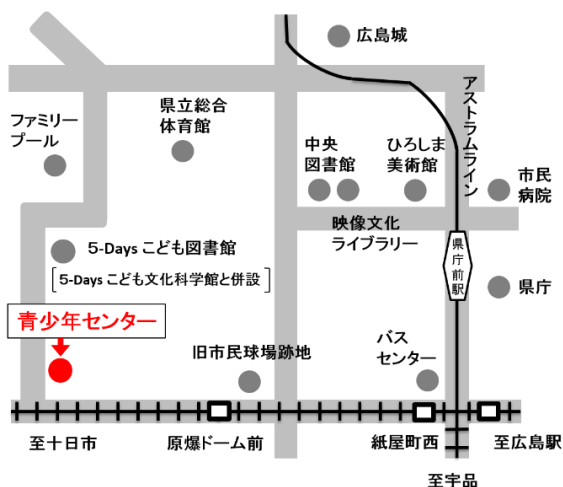 広島城
アストラムライン
ファミリー
プール
県立総合
体育館
中央
図書館
ひろしま
美術館
市民
病院
映像文化
ライブラリー
5-Days こども図書館
[5-Days こども文化科学館と併設]
県庁前駅
県庁
青少年センター
旧市民球場跡地
バス
センター
至十日市
原爆ドーム前
紙屋町西
至広島駅
至宇品